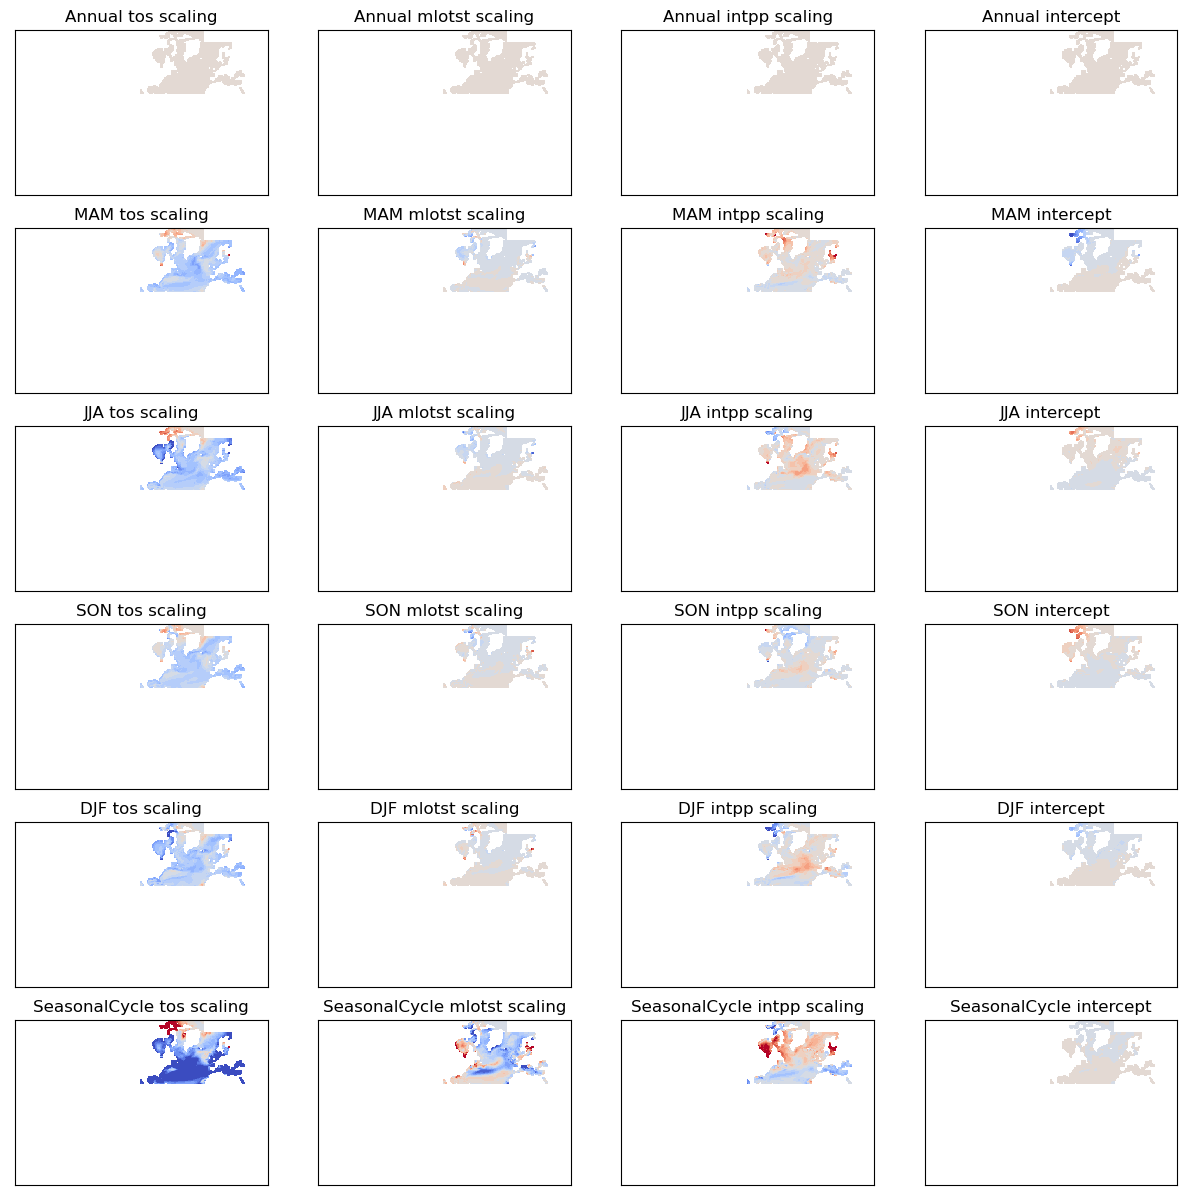 Annual tos scaling
Annual mlotst scaling
Annual intpp scaling
Annual intercept
MAM tos scaling
MAM mlotst scaling
MAM intpp scaling
MAM intercept
JJA tos scaling
JJA mlotst scaling
JJA intpp scaling
JJA intercept
SON tos scaling
SON mlotst scaling
SON intpp scaling
SON intercept
DJF tos scaling
DJF mlotst scaling
DJF intpp scaling
DJF intercept
SeasonalCycle tos scaling
SeasonalCycle mlotst scaling
SeasonalCycle intpp scaling
SeasonalCycle intercept